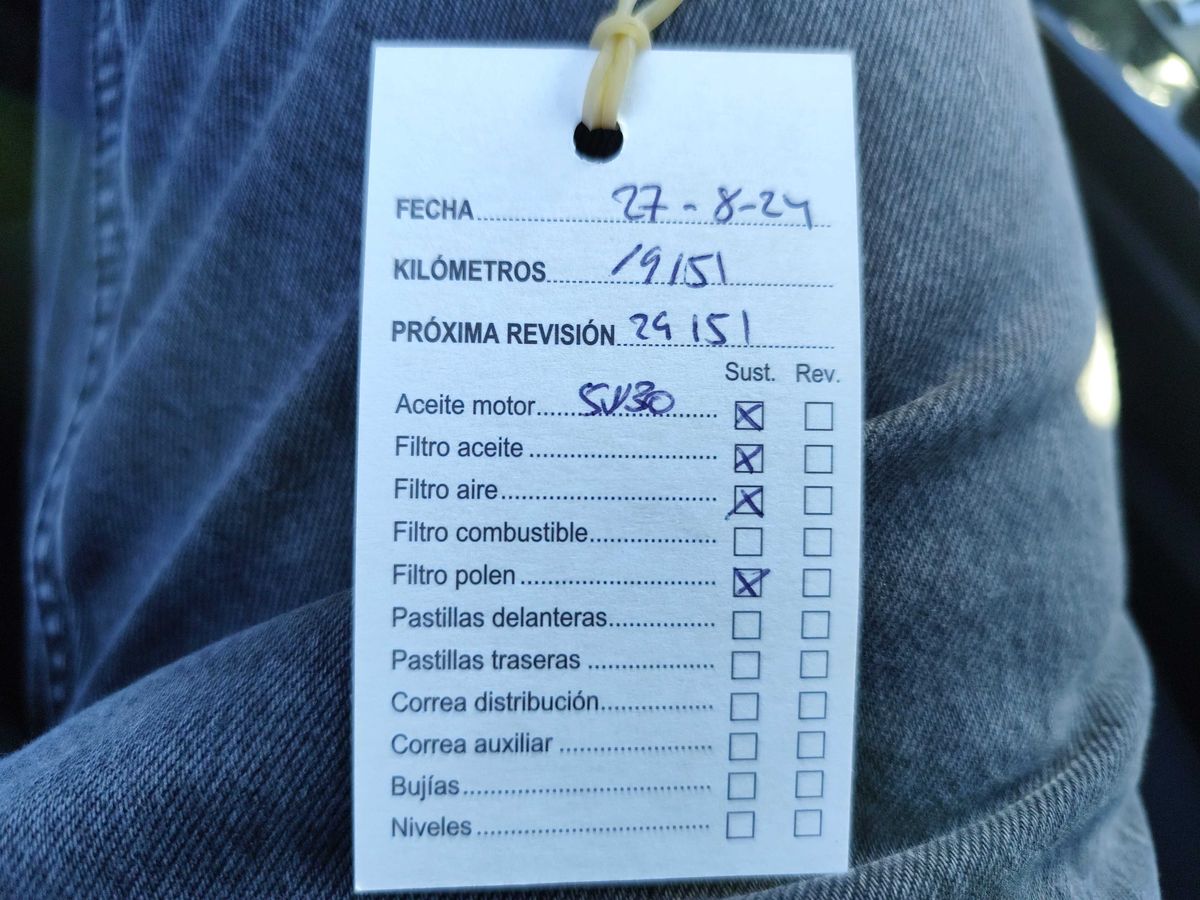 FECHA 27-8-24
KILÓMETROS 19151
PRÓXIMA REVISIÓN 29151
Sust. Rev.
Aceite motor 5W30
Filtro aceite
Filtro aire
Filtro combustible
Filtro polen
Pastillas delanteras
Pastillas traseras
Correa distribución
Correa auxiliar
Bujías
Niveles